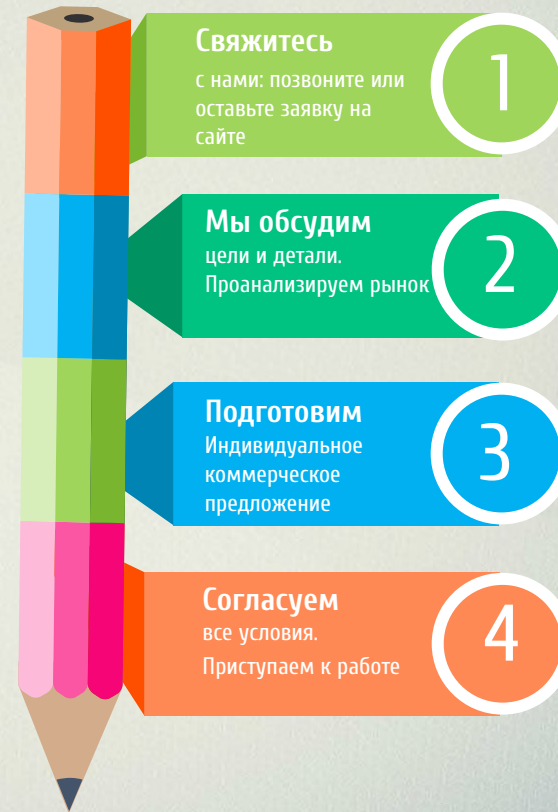 Свяжитесь
с нами: позвоните или
оставьте заявку на
сайте
1
Мы обсудим
цели и детали.
Проанализируем рынок
2
Подготовим
Индивидуальное
коммерческое
предложение
3
Согласуем
все условия.
Приступаем к работе
4